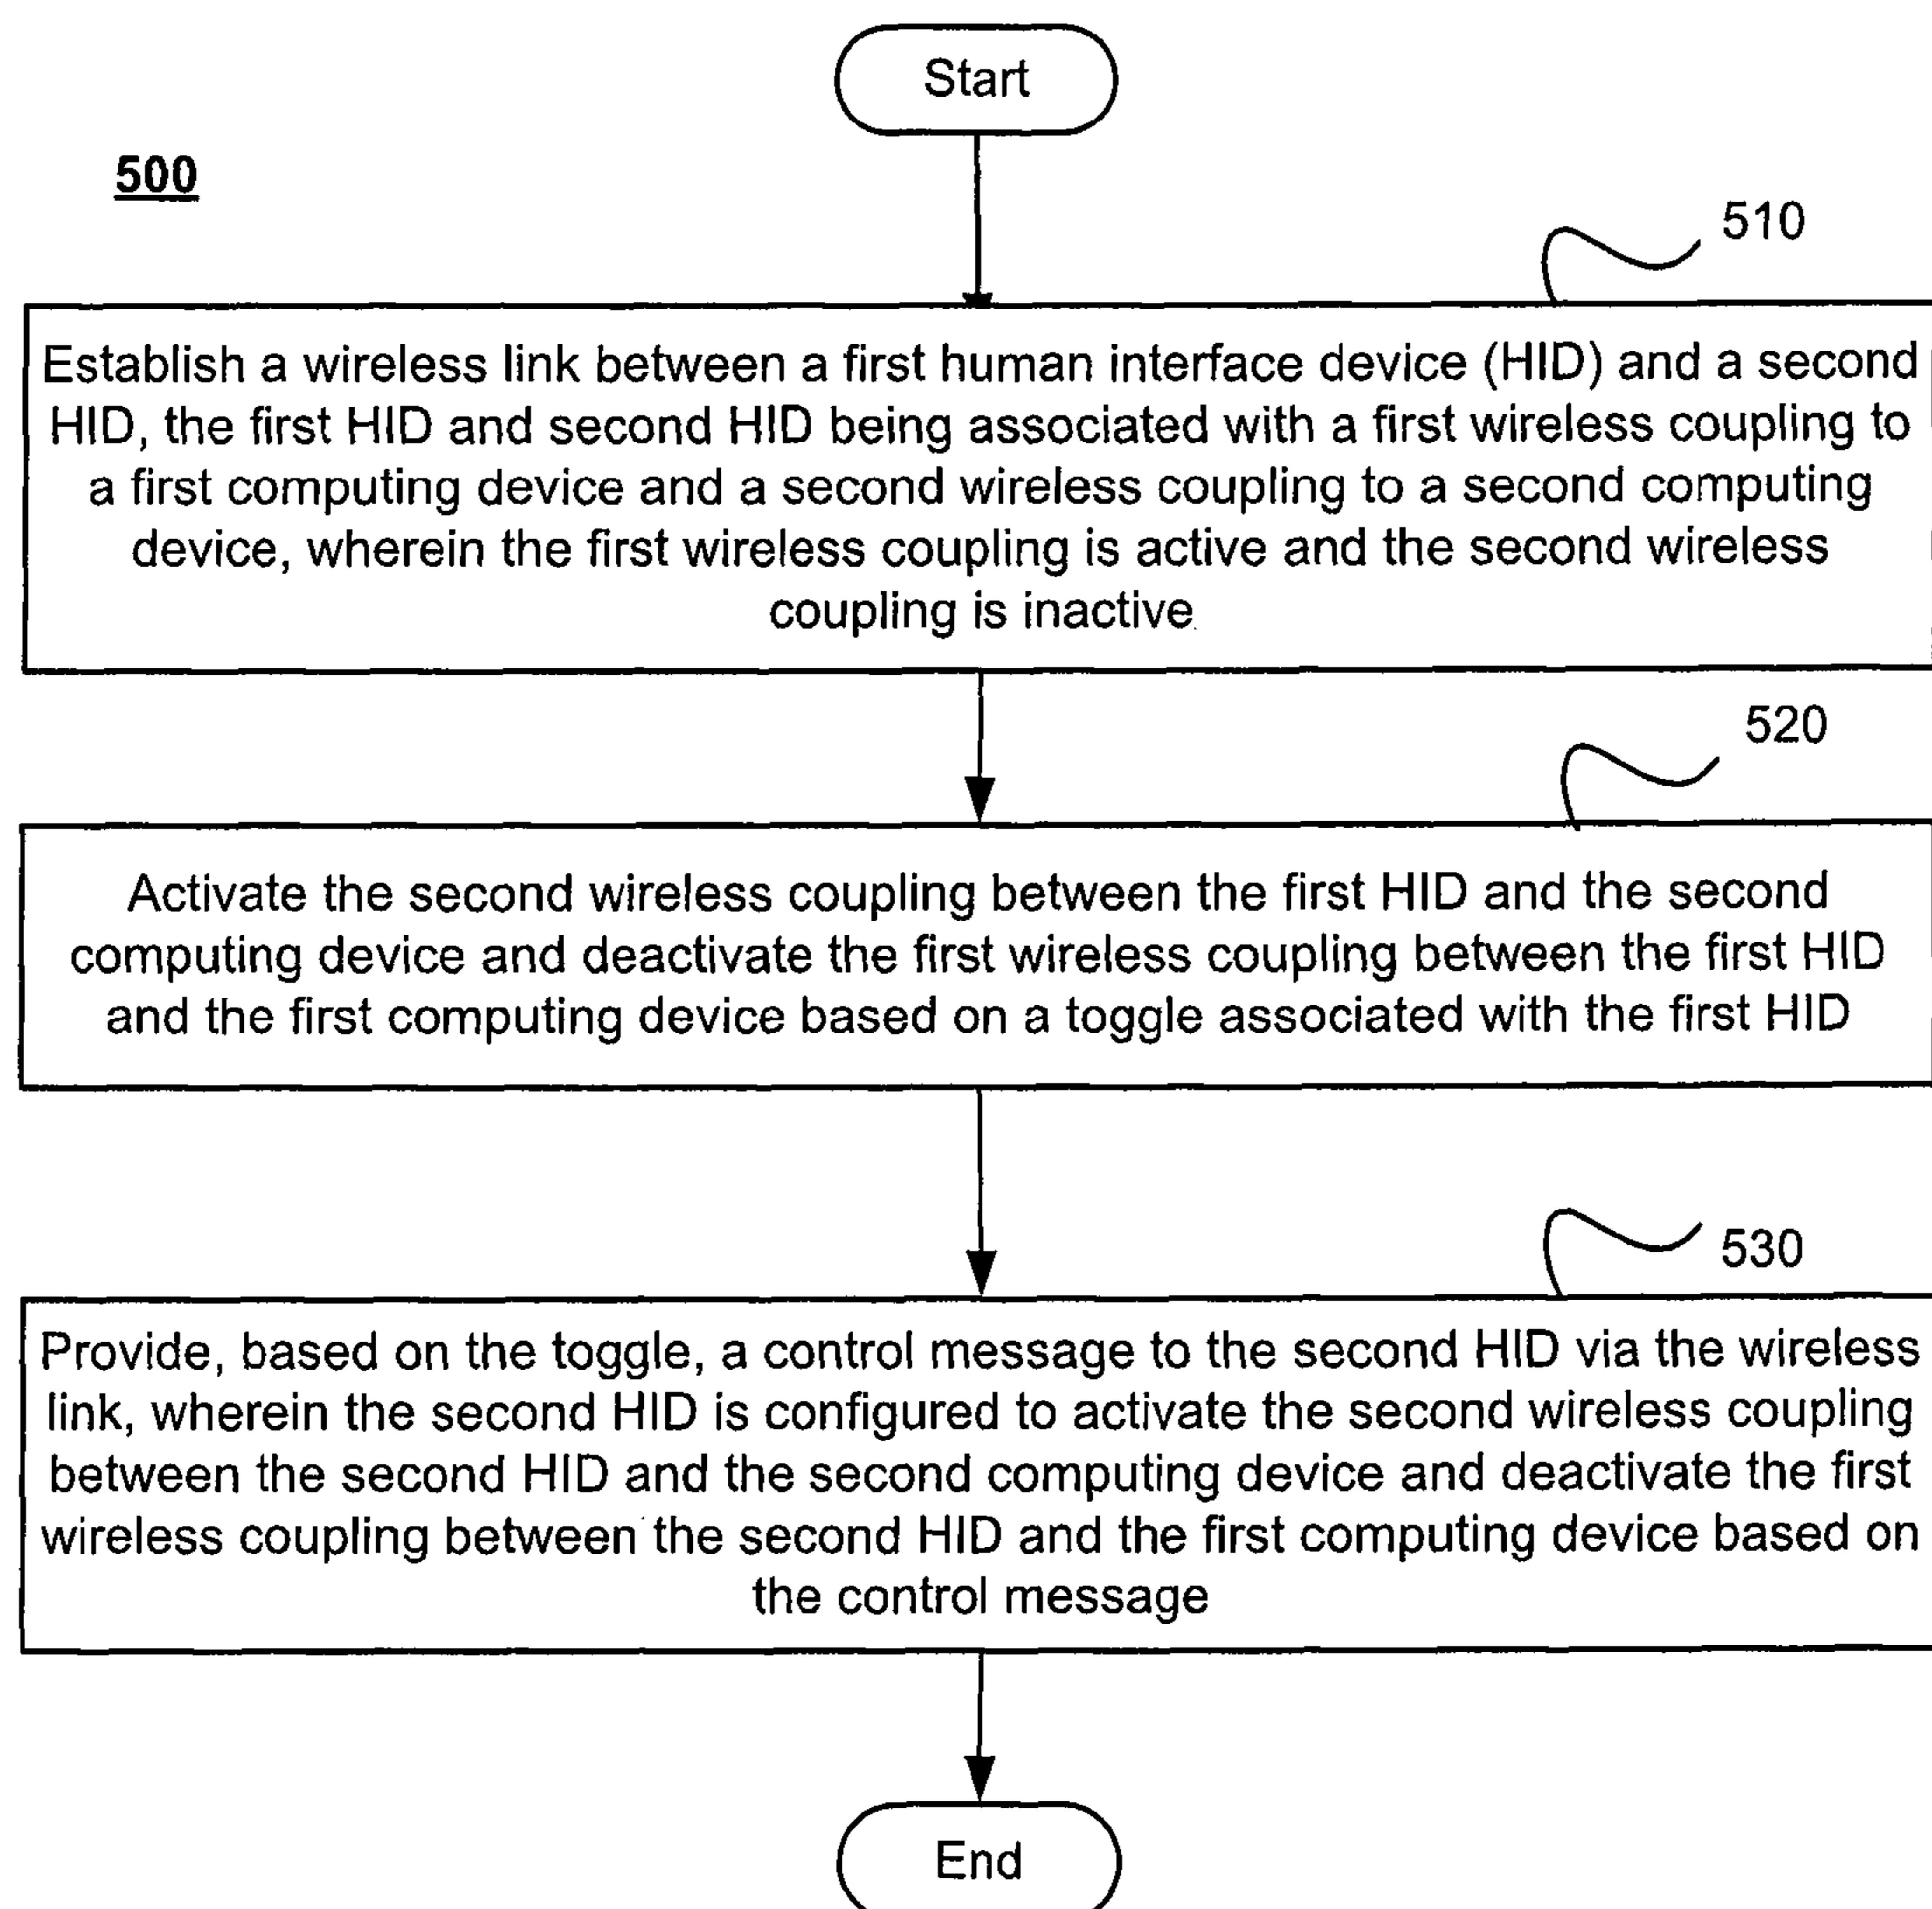 Start
500
510
Establish a wireless link between a first human interface device (HID) and a second
HID, the first HID and second HID being associated with a first wireless coupling to
a first computing device and a second wireless coupling to a second computing
device, wherein the first wireless coupling is active and the second wireless
coupling is inactive
520
Activate the second wireless coupling between the first HID and the second
computing device and deactivate the first wireless coupling between the first HID
and the first computing device based on a toggle associated with the first HID
530
Provide, based on the toggle, a control message to the second HID via the wireless
link, wherein the second HID is configured to activate the second wireless coupling
between the second HID and the second computing device and deactivate the first
wireless coupling between the second HID and the first computing device based on
the control message
End